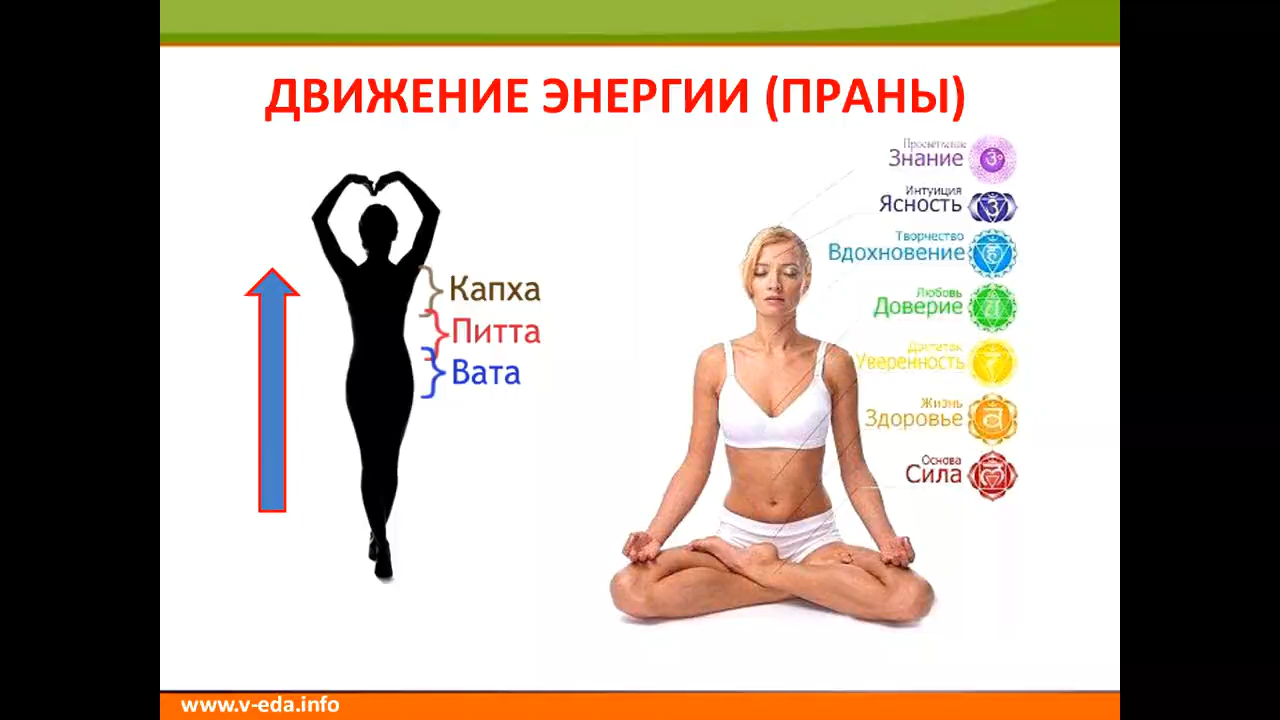 ДВИЖЕНИЕ ЭНЕРГИИ (ПРАНЫ)
Капха
Питта
Вата
Просветление
Знание
Интуиция
Ясность
Творчество
Вдохновение
Любовь
Доверие
Достаток
Уверенность
Жизнь
Здоровье
Основа
Сила
www.v-eda.info